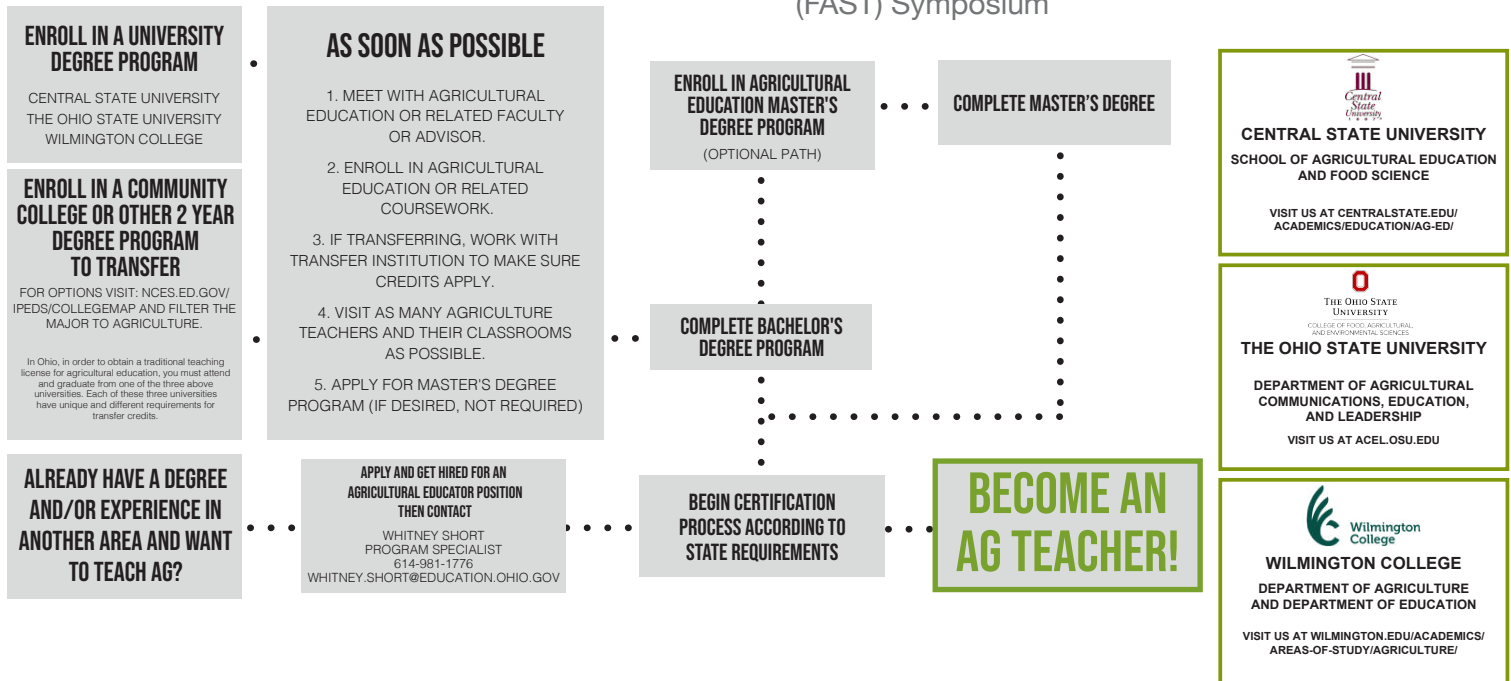 (FAST) Symposium
ENROLL IN A UNIVERSITY
DEGREE PROGRAM
CENTRAL STATE UNIVERSITY
THE OHIO STATE UNIVERSITY
WILMINGTON COLLEGE
ENROLL IN A COMMUNITY
COLLEGE OR OTHER 2 YEAR
DEGREE PROGRAM
TO TRANSFER
FOR OPTIONS VISIT: NCES.ED.GOV/
IPEDS/COLLEGEMAP AND FILTER THE
MAJOR TO AGRICULTURE.
In Ohio, in order to obtain a traditional teaching
license for agricultural education, you must attend
and graduate from one of the three above
universities. Each of these three universities
have unique and different requirements for
transfer credits.
AS SOON AS POSSIBLE
1. MEET WITH AGRICULTURAL
EDUCATION OR RELATED FACULTY
OR ADVISOR.
2. ENROLL IN AGRICULTURAL
EDUCATION OR RELATED
COURSEWORK.
3. IF TRANSFERRING, WORK WITH
TRANSFER INSTITUTION TO MAKE SURE
CREDITS APPLY.
4. VISIT AS MANY AGRICULTURE
TEACHERS AND THEIR CLASSROOMS
AS POSSIBLE.
5. APPLY FOR MASTER'S DEGREE
PROGRAM (IF DESIRED, NOT REQUIRED)
ENROLL IN AGRICULTURAL
EDUCATION MASTER'S
DEGREE PROGRAM
(OPTIONAL PATH)
COMPLETE MASTER'S DEGREE
COMPLETE BACHELOR'S
DEGREE PROGRAM
ALREADY HAVE A DEGREE
AND/OR EXPERIENCE IN
ANOTHER AREA AND WANT
TO TEACH AG?
APPLY AND GET HIRED FOR AN
AGRICULTURAL EDUCATOR POSITION
THEN CONTACT
WHITNEY SHORT
PROGRAM SPECIALIST
614-981-1776
WHITNEY.SHORT@EDUCATION.OHIO.GOV
BEGIN CERTIFICATION
PROCESS ACCORDING TO
STATE REQUIREMENTS
BECOME AN
AG TEACHER!
Central
State
University
1 8 8 7
CENTRAL STATE UNIVERSITY
SCHOOL OF AGRICULTURAL EDUCATION
AND FOOD SCIENCE
VISIT US AT CENTRALSTATE.EDU/
ACADEMICS/EDUCATION/AG-ED/
THE OHIO STATE
UNIVERSITY
COLLEGE OF FOOD, AGRICULTURAL,
AND ENVIRONMENTAL SCIENCES
THE OHIO STATE UNIVERSITY
DEPARTMENT OF AGRICULTURAL
COMMUNICATIONS, EDUCATION,
AND LEADERSHIP
VISIT US AT ACEL.OSU.EDU
Wilmington
College
WILMINGTON COLLEGE
DEPARTMENT OF AGRICULTURE
AND DEPARTMENT OF EDUCATION
VISIT US AT WILMINGTON.EDU/ACADEMICS/
AREAS-OF-STUDY/AGRICULTURE/